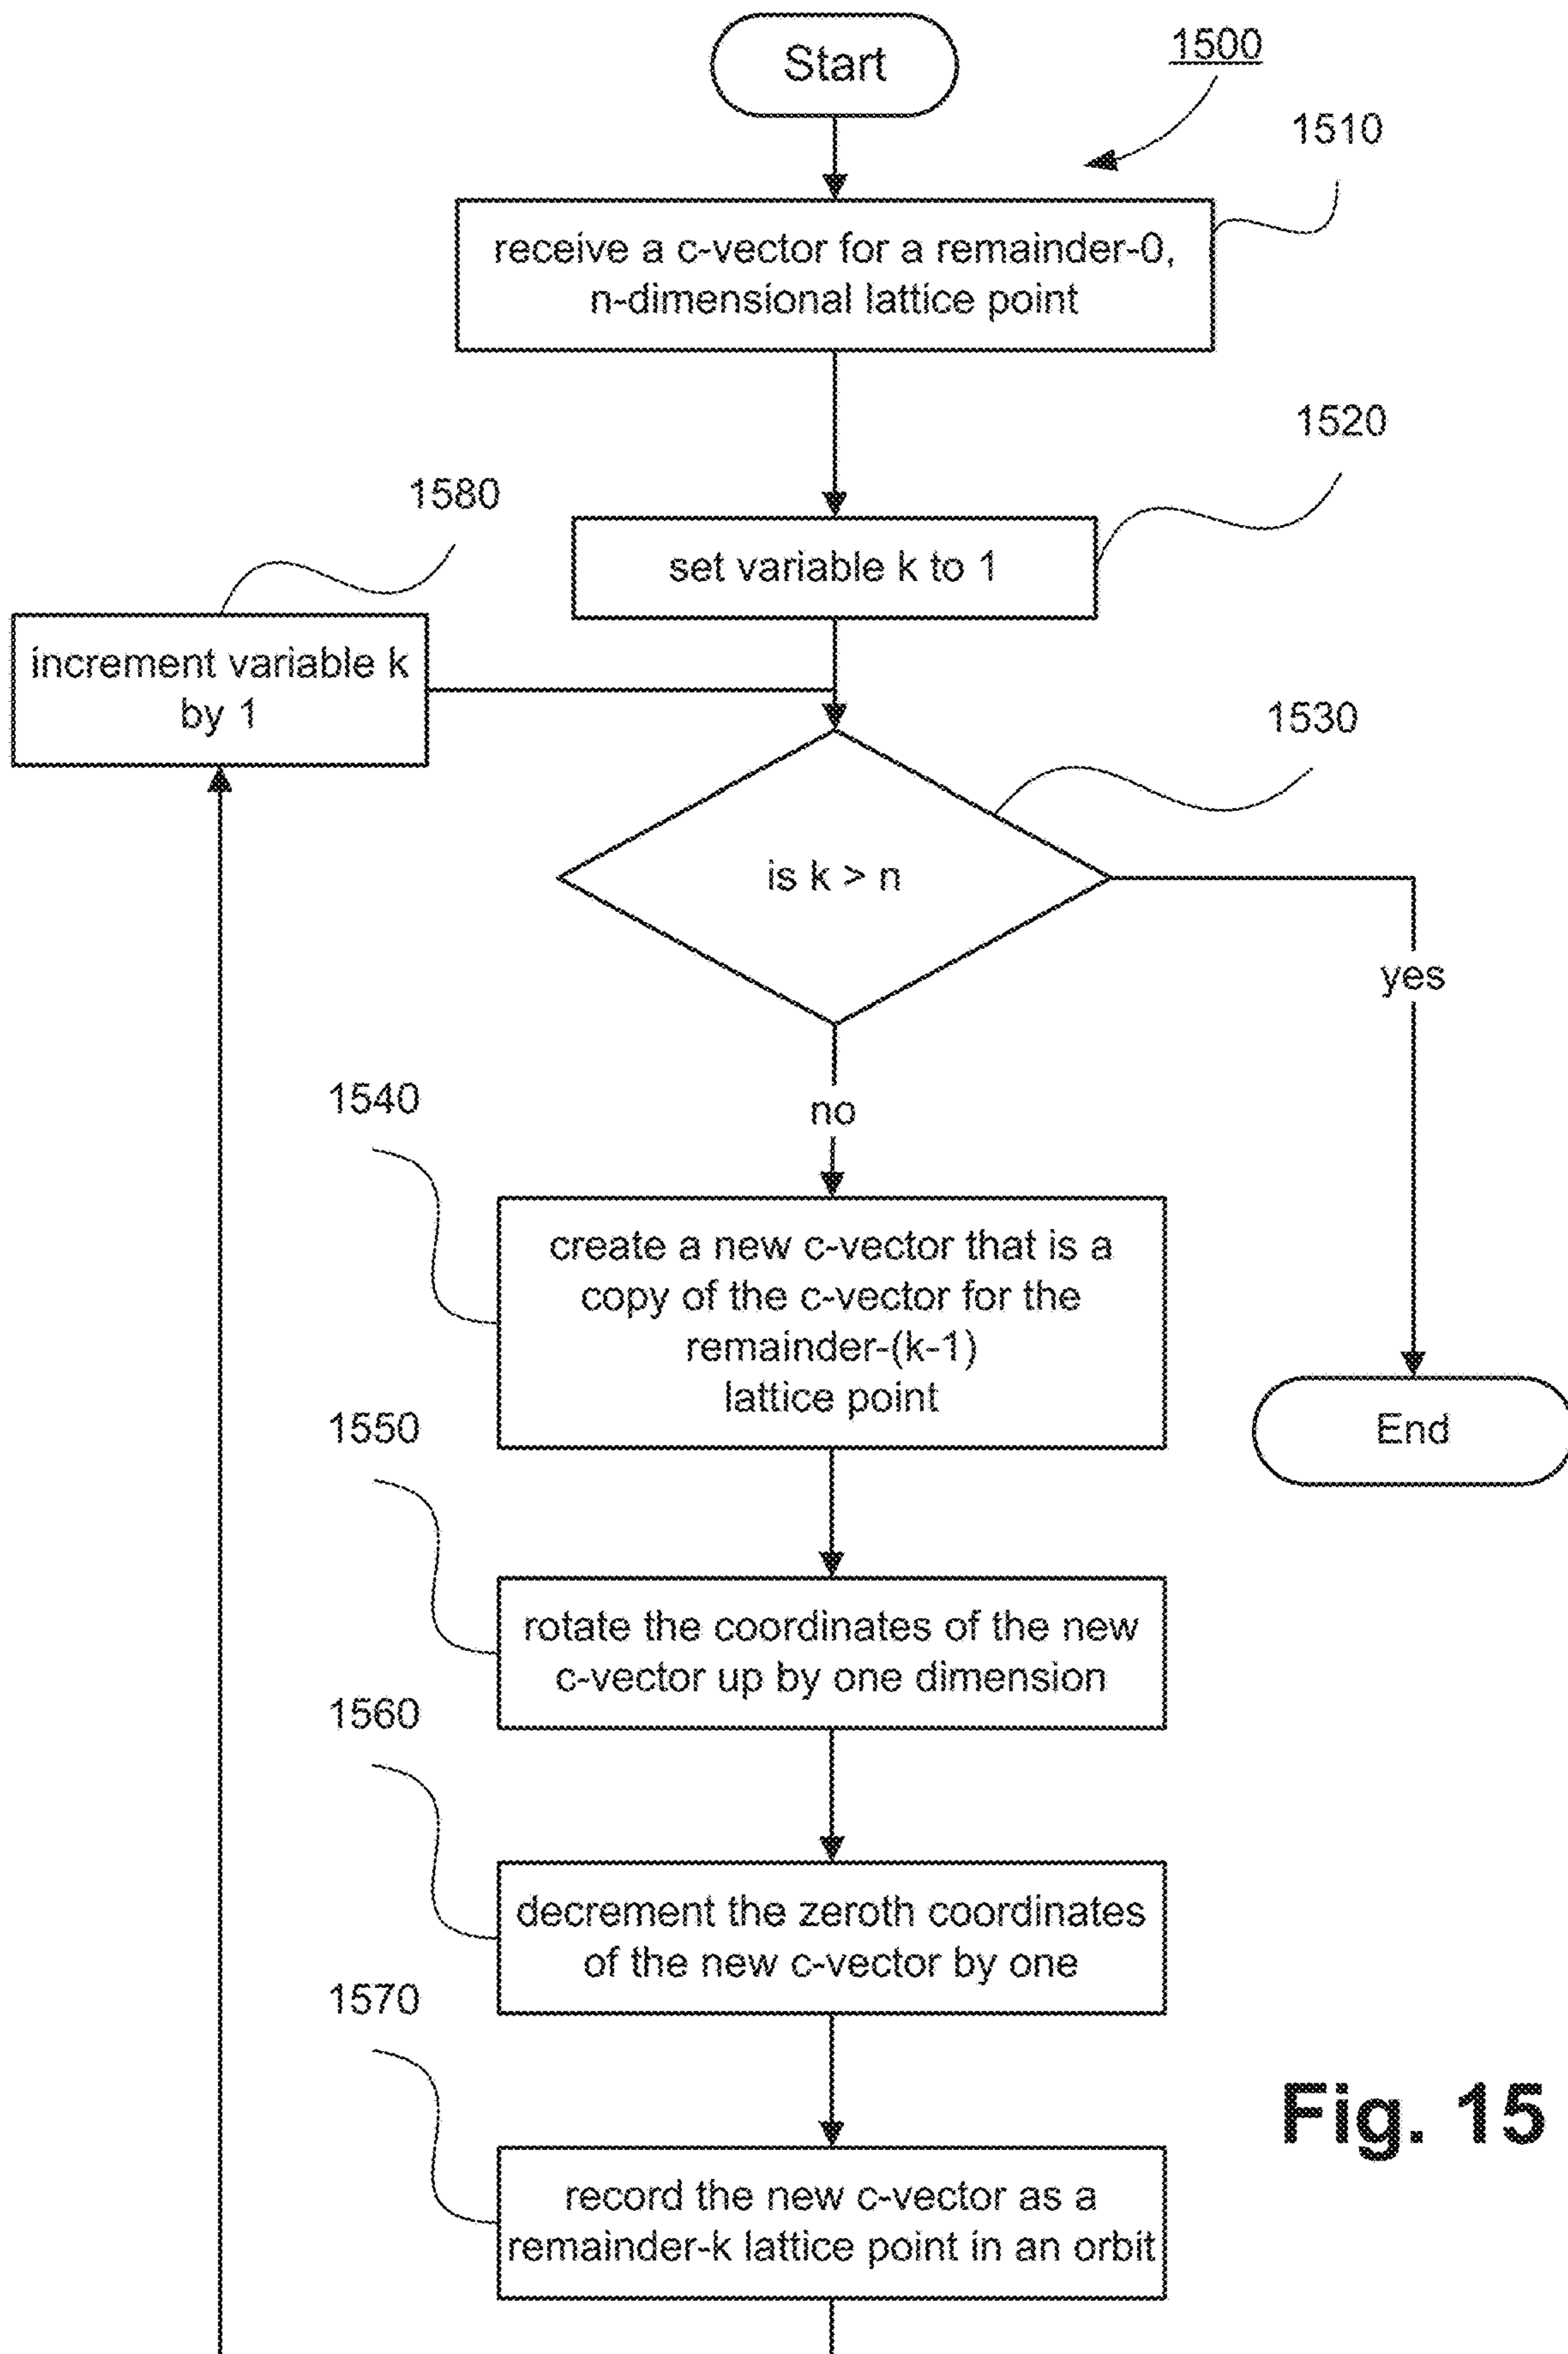 Start
1500
1510
receive a c-vector for a remainder-0,
n-dimensional lattice point
1520
set variable k to 1
1580
increment variable k
by 1
1530
is k > n
yes
no
End
1540
create a new c-vector that is a
copy of the c-vector for the
remainder-(k-1)
lattice point
1550
rotate the coordinates of the new
c-vector up by one dimension
1560
decrement the zeroth coordinates
of the new c-vector by one
1570
record the new c-vector as a
remainder-k lattice point in an orbit
Fig. 15